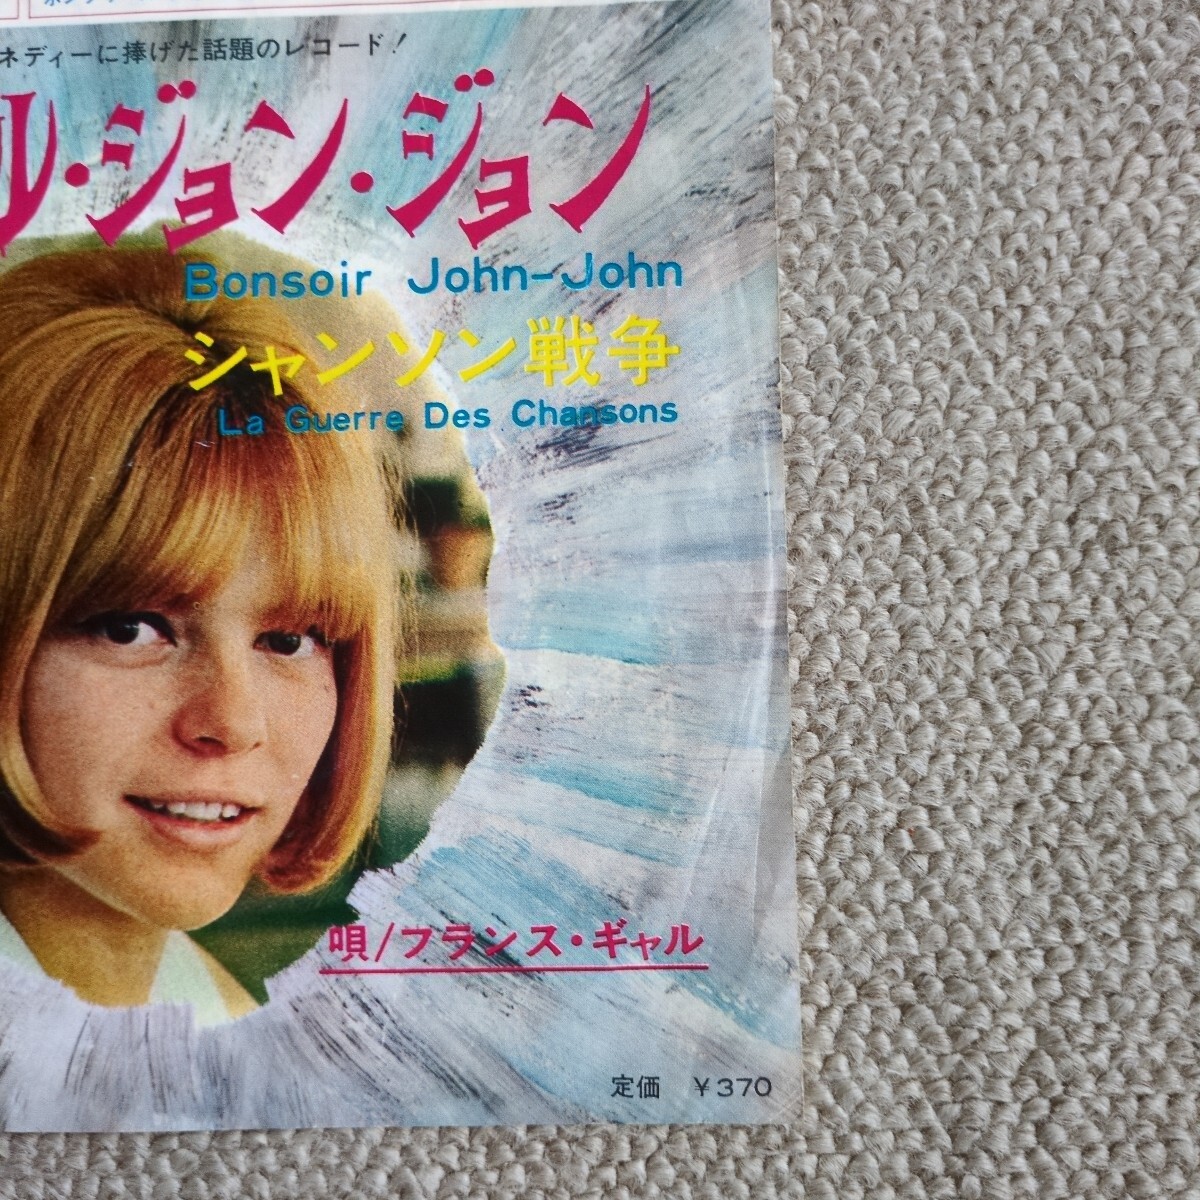 ネディーに捧げた話題のレコード!
ル・ジョン・ジョン
Bonsoir John-John
シャンソン戦争
La Guerre Des Chansons
唄/フランス・ギャル
定価 ¥370